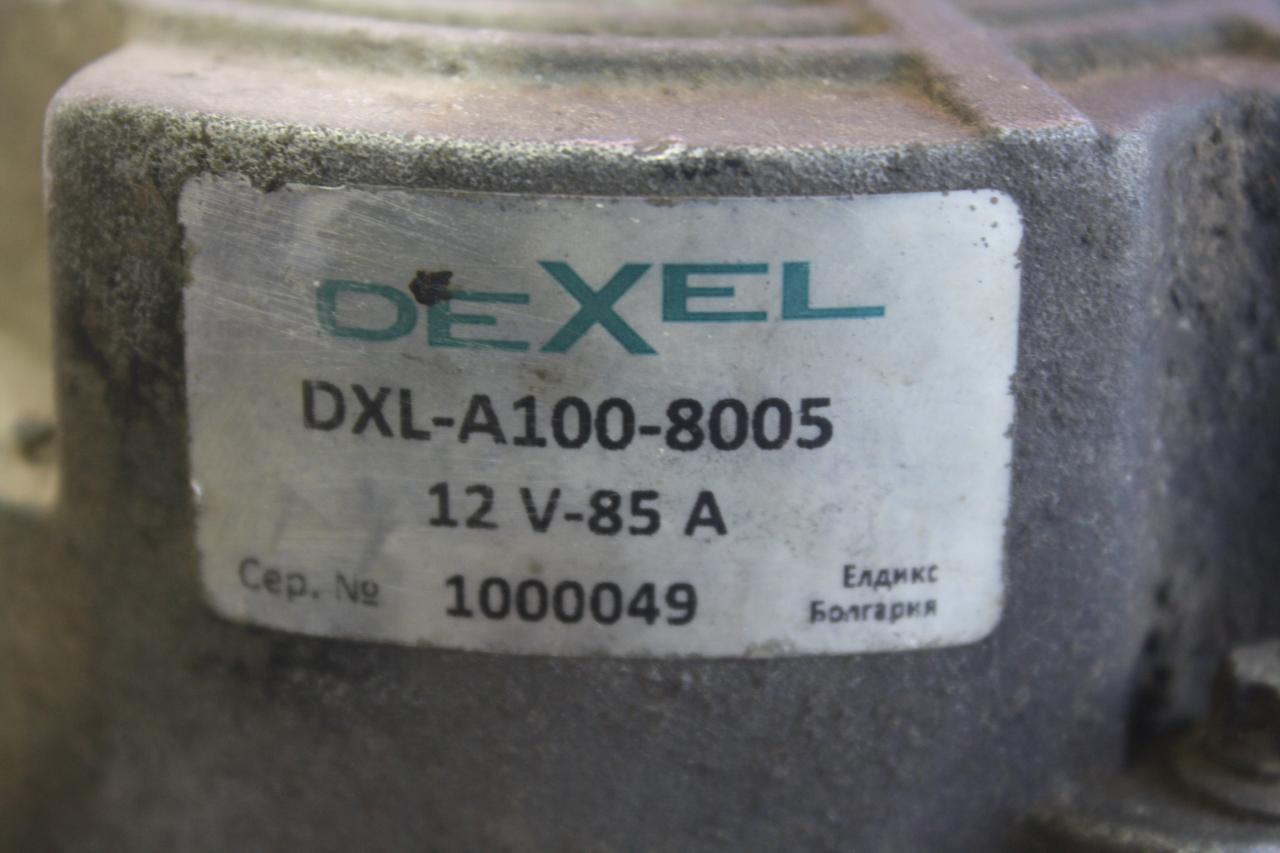 DEXEL
DXL-A100-8005
12 V-85 A
Сер. № 1000049
Елдикс
Болгария